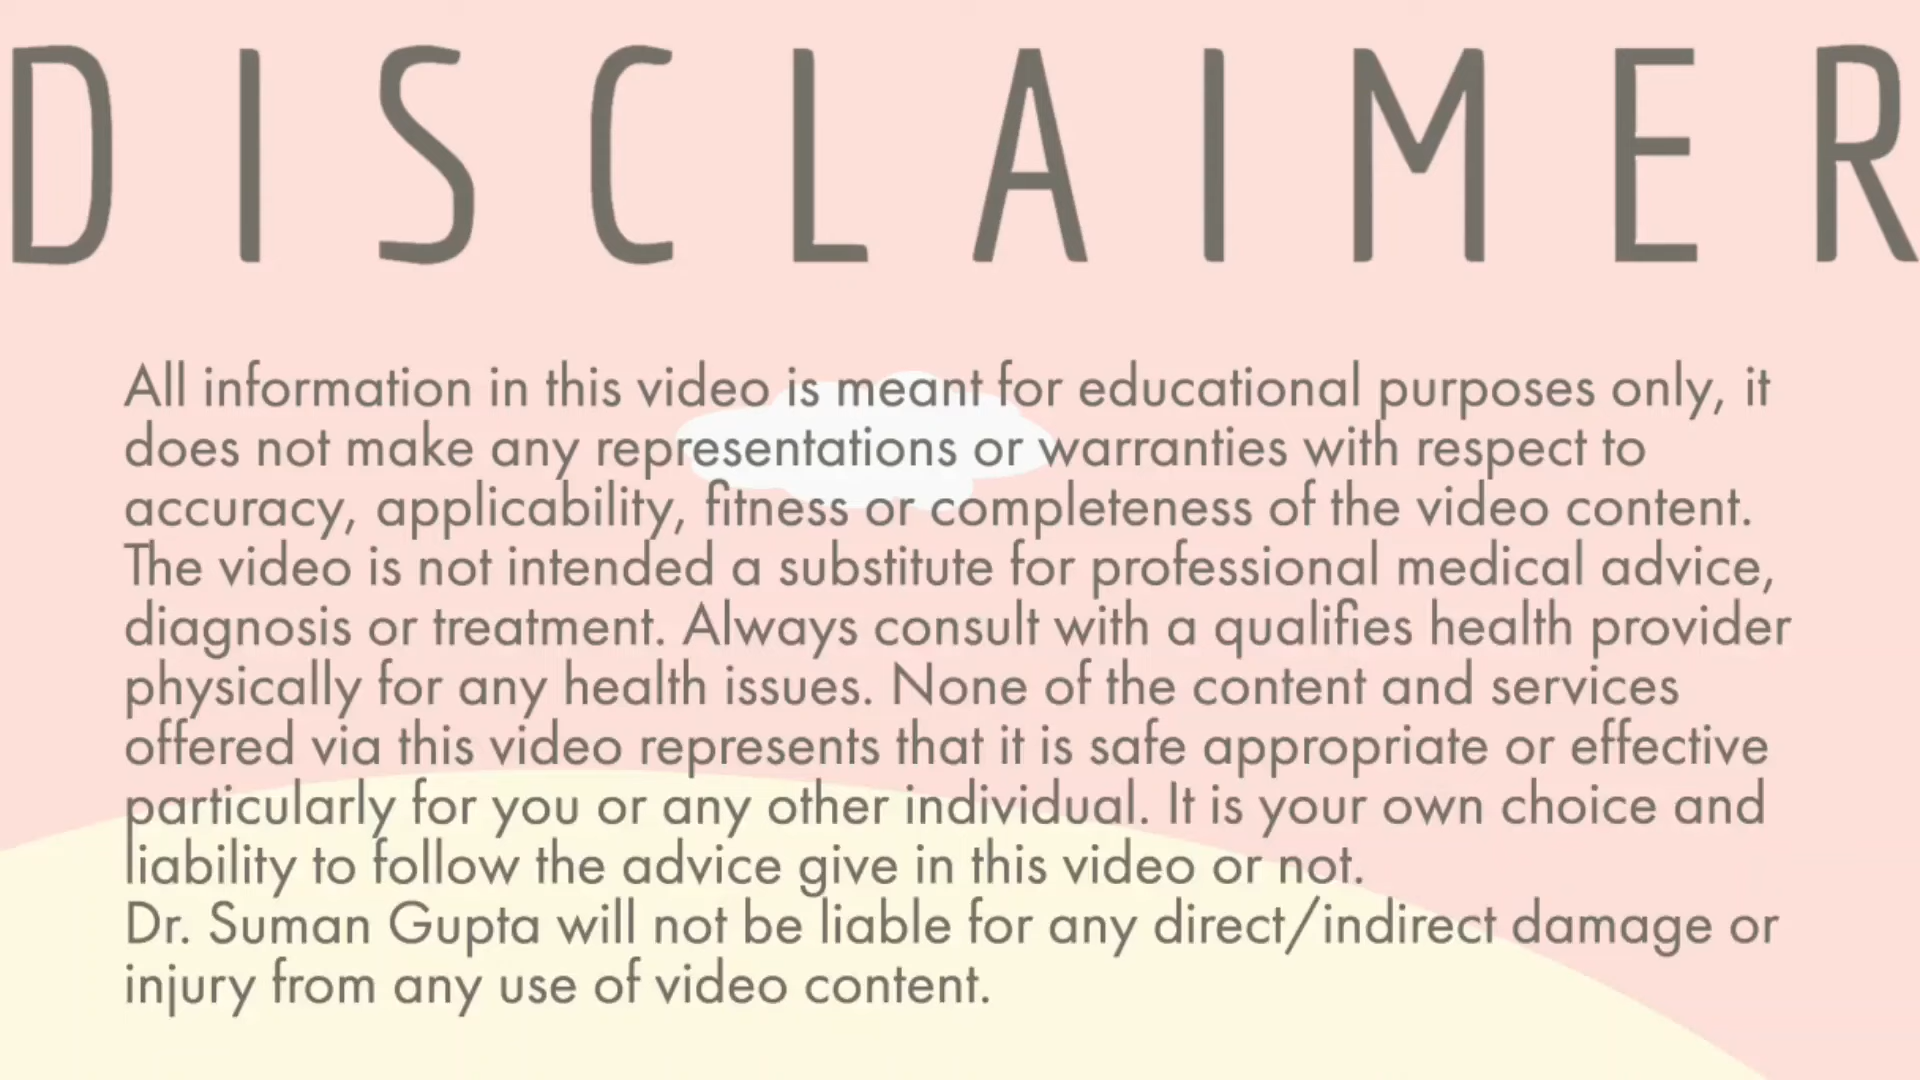 DISCLAIMER
All information in this video is meant for educational purposes only, it
does not make any representations or warranties with respect to
accuracy, applicability, fitness or completeness of the video content.
The video is not intended a substitute for professional medical advice,
diagnosis or treatment. Always consult with a qualifies health provider
physically for any health issues. None of the content and services
offered via this video represents that it is safe appropriate or effective
particularly for you or any other individual. It is your own choice and
liability to follow the advice give in this video or not.
Dr. Suman Gupta will not be liable for any direct/indirect damage or
injury from any use of video content.